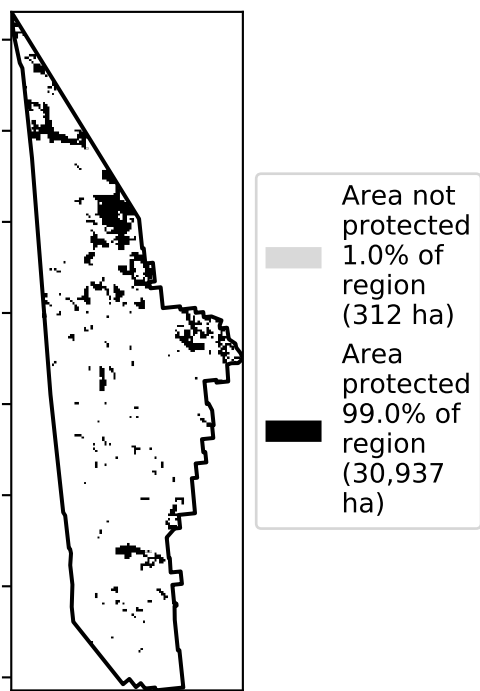 Area not
protected
1.0% of
region
(312 ha)
Area
protected
99.0% of
region
(30,937
ha)